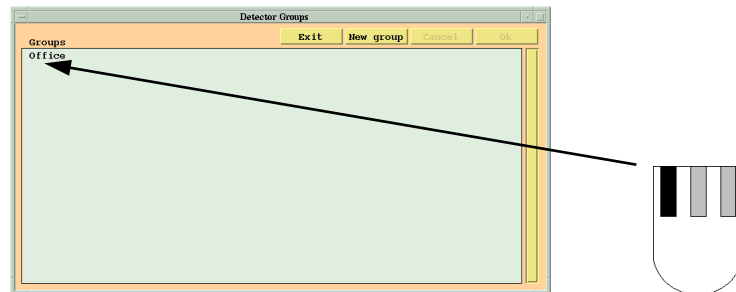 Detector Groups
Groups
Exit
New group
Cancel
Ok
Office